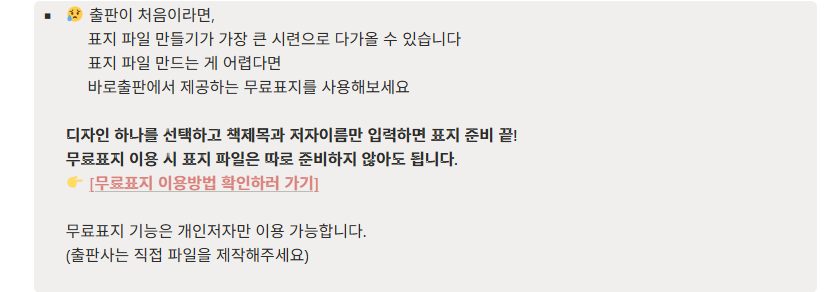 😥 출판이 처음이라면,
표지 파일 만들기가 가장 큰 시련으로 다가올 수 있습니다
표지 파일 만드는 게 어렵다면
바로출판에서 제공하는 무료표지를 사용해보세요
디자인 하나를 선택하고 책제목과 저자이름만 입력하면 표지 준비 끝!
무료표지 이용 시 표지 파일은 따로 준비하지 않아도 됩니다.
👉 [무료표지 이용방법 확인하러 가기]
무료표지 기능은 개인저자만 이용 가능합니다.
(출판사는 직접 파일을 제작해주세요)